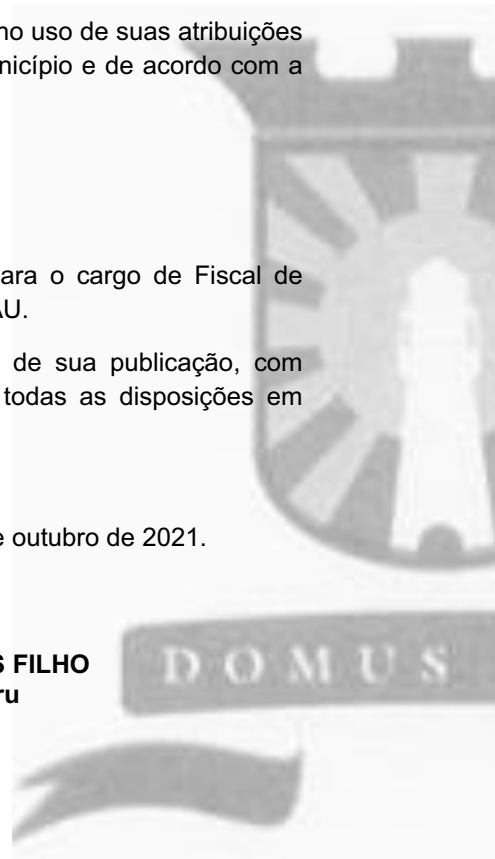 no uso de suas atribuições
nicípio e de acordo com a
ara o cargo de Fiscal de
AU.
de sua publicação, com
todas as disposições em
e outubro de 2021.
S FILHO
ru
DOMUS